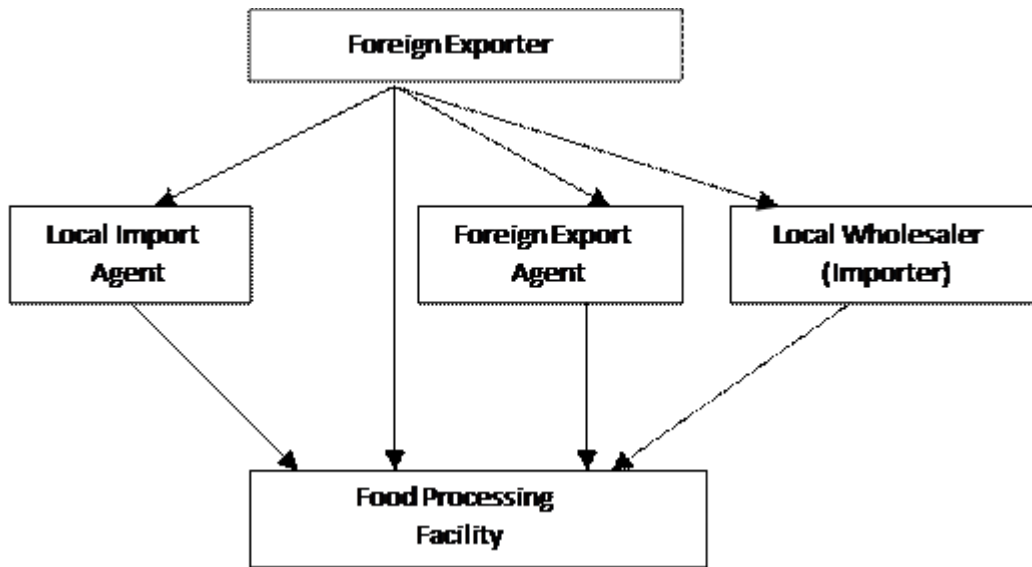 Foreign Exporter
Local Import
Agent
Foreign Export
Agent
Local Wholesaler
(Importer)
Food Processing
Facility